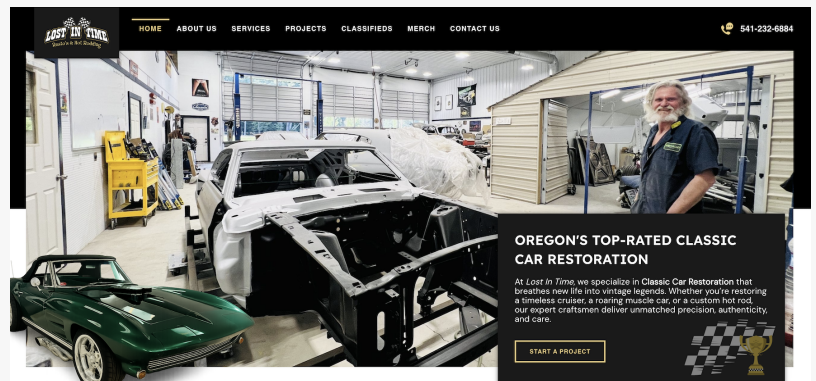 LOST IN TIME
HOME ABOUT US SERVICES PROJECTS CLASSIFIEDS MERCH CONTACT US
541-232-6884
OREGON'S TOP-RATED CLASSIC
CAR RESTORATION
At Lost In Time, we specialize in Classic Car Restoration that
breathes new life into vintage legends. Whether you're restoring
a timeless cruiser, a roaring muscle car, or a custom hot rod,
our expert craftsmen deliver unmatched precision, authenticity,
and care.
START A PROJECT